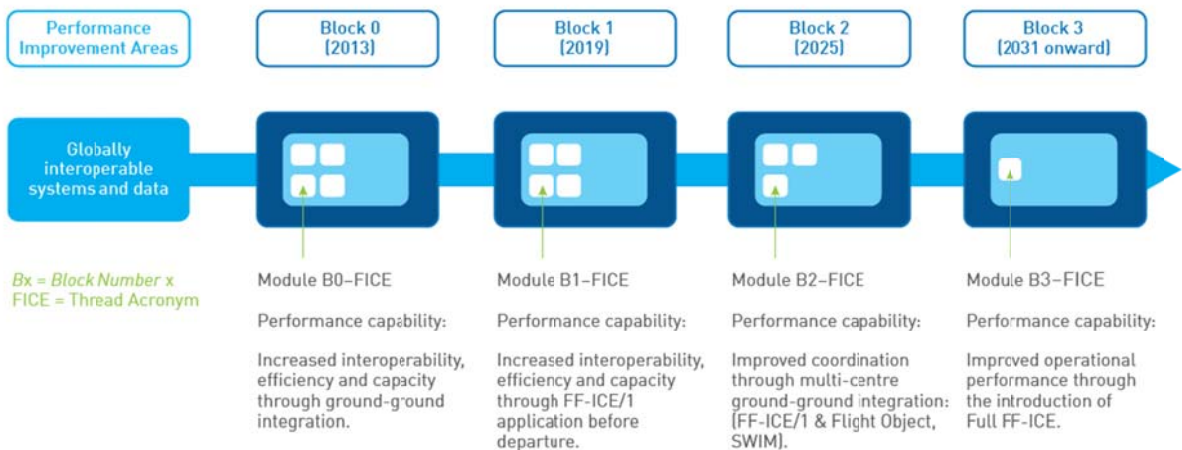 Performance
Improvement Areas
Block 0
(2013)
Block 1
(2019)
Block 2
(2025)
Block 3
(2031 onward)
Globally
interoperable
systems and data
Bx = Block Number x
FICE = Thread Acronym
Module B0–FICE
Performance capability:
Increased interoperability,
efficiency and capacity
through ground-ground
integration.
Module B1–FICE
Performance capability:
Increased interoperability,
efficiency and capacity
through FF-ICE/1
application before
departure.
Module B2–FICE
Performance capability:
Improved coordination
through multi-centre
ground-ground integration:
(FF-ICE/1 & Flight Object,
SWIM).
Module B3–FICE
Performance capability:
Improved operational
performance through
the introduction of
Full FF-ICE.